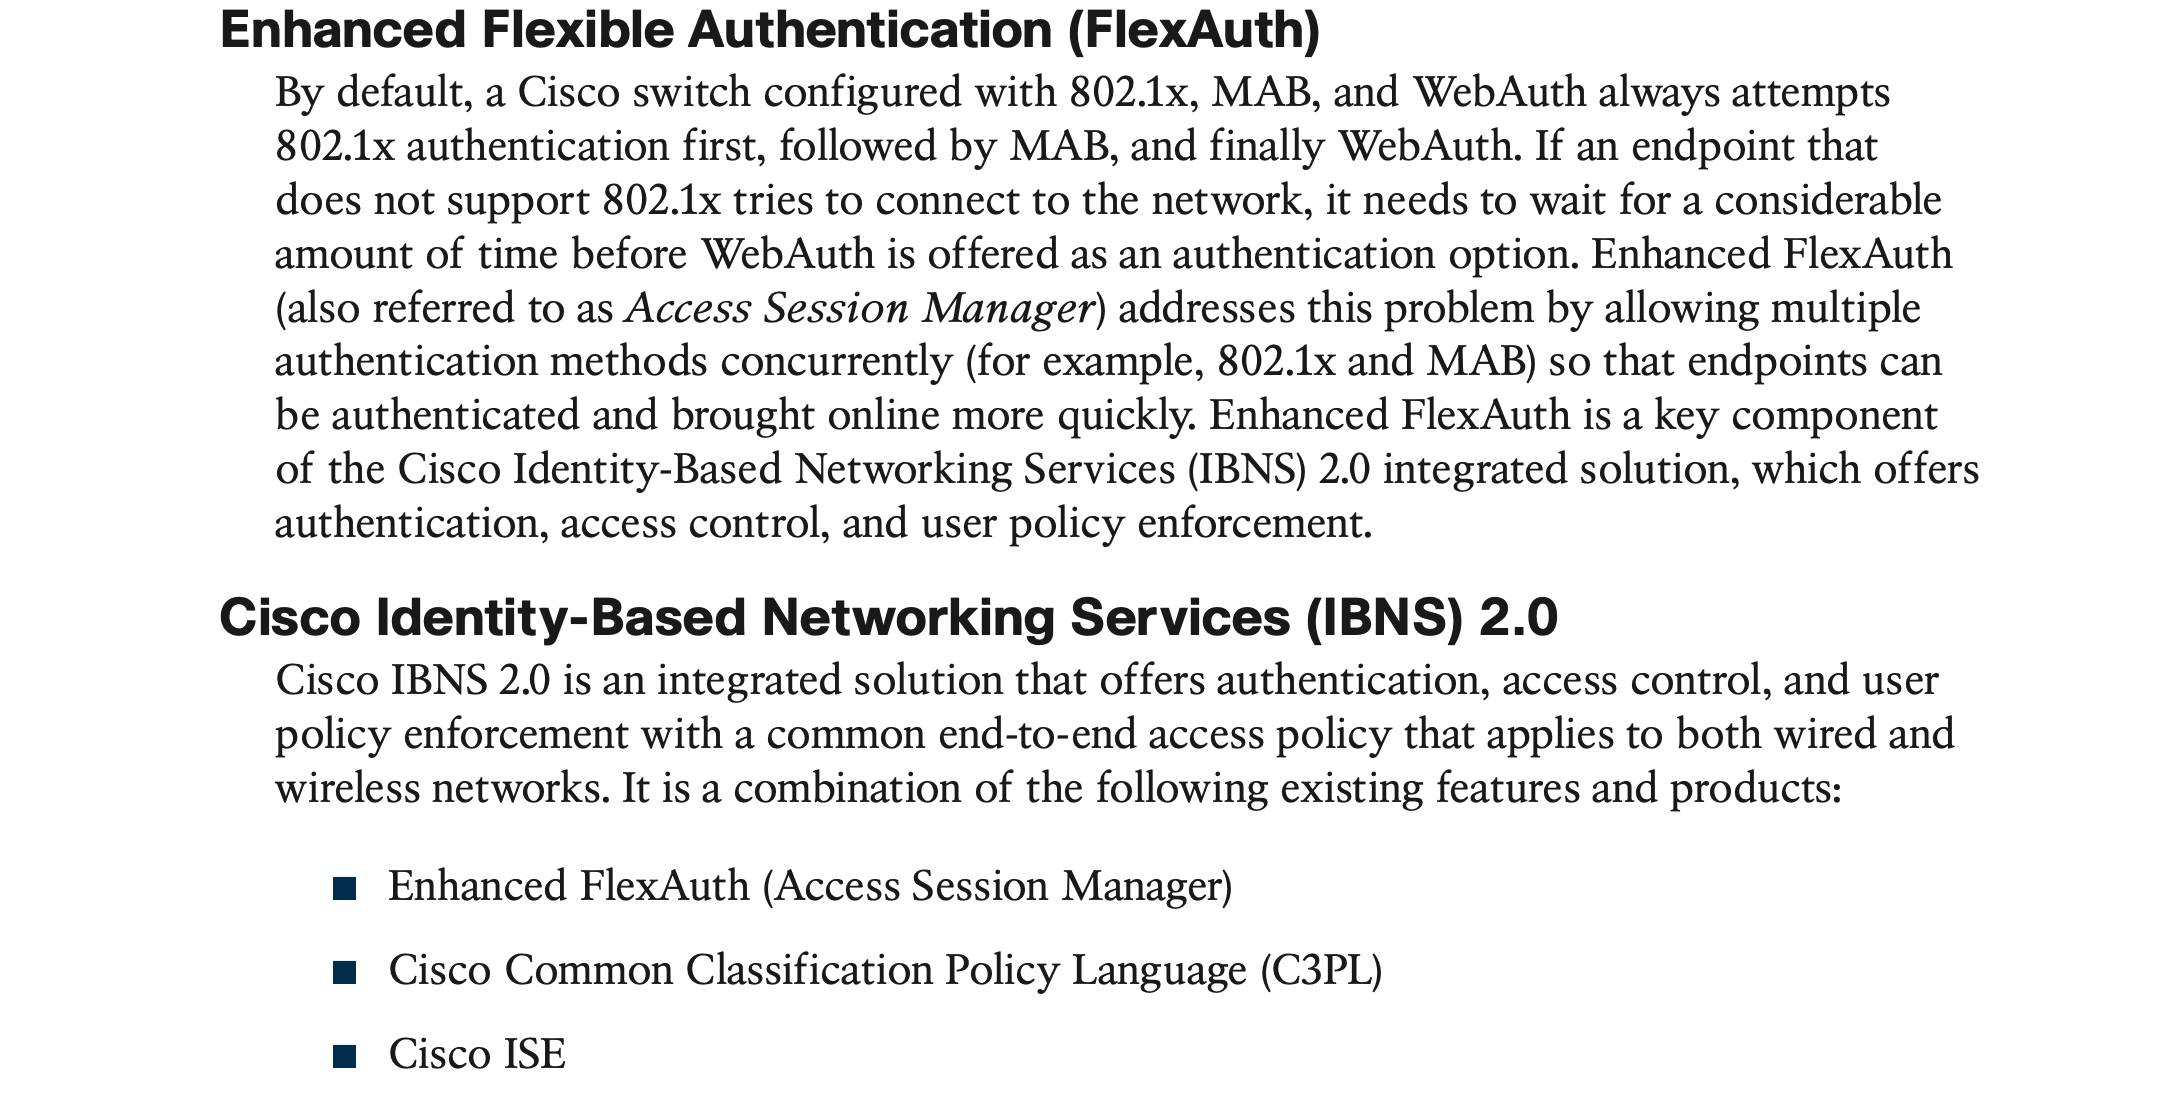 Enhanced Flexible Authentication (FlexAuth)
By default, a Cisco switch configured with 802.1x, MAB, and WebAuth always attempts
802.1x authentication first, followed by MAB, and finally WebAuth. If an endpoint that
does not support 802.1x tries to connect to the network, it needs to wait for a considerable
amount of time before WebAuth is offered as an authentication option. Enhanced FlexAuth
(also referred to as Access Session Manager) addresses this problem by allowing multiple
authentication methods concurrently (for example, 802.1x and MAB) so that endpoints can
be authenticated and brought online more quickly. Enhanced FlexAuth is a key component
of the Cisco Identity-Based Networking Services (IBNS) 2.0 integrated solution, which offers
authentication, access control, and user policy enforcement.
Cisco Identity-Based Networking Services (IBNS) 2.0
Cisco IBNS 2.0 is an integrated solution that offers authentication, access control, and user
policy enforcement with a common end-to-end access policy that applies to both wired and
wireless networks. It is a combination of the following existing features and products:
■ Enhanced FlexAuth (Access Session Manager)
■ Cisco Common Classification Policy Language (C3PL)
■ Cisco ISE